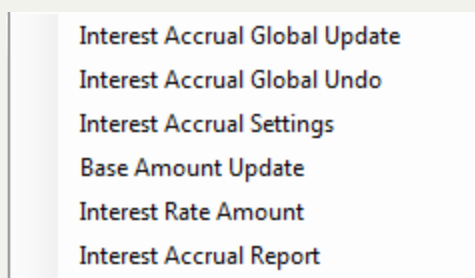 Interest Accrual Global Update
Interest Accrual Global Undo
Interest Accrual Settings
Base Amount Update
Interest Rate Amount
Interest Accrual Report